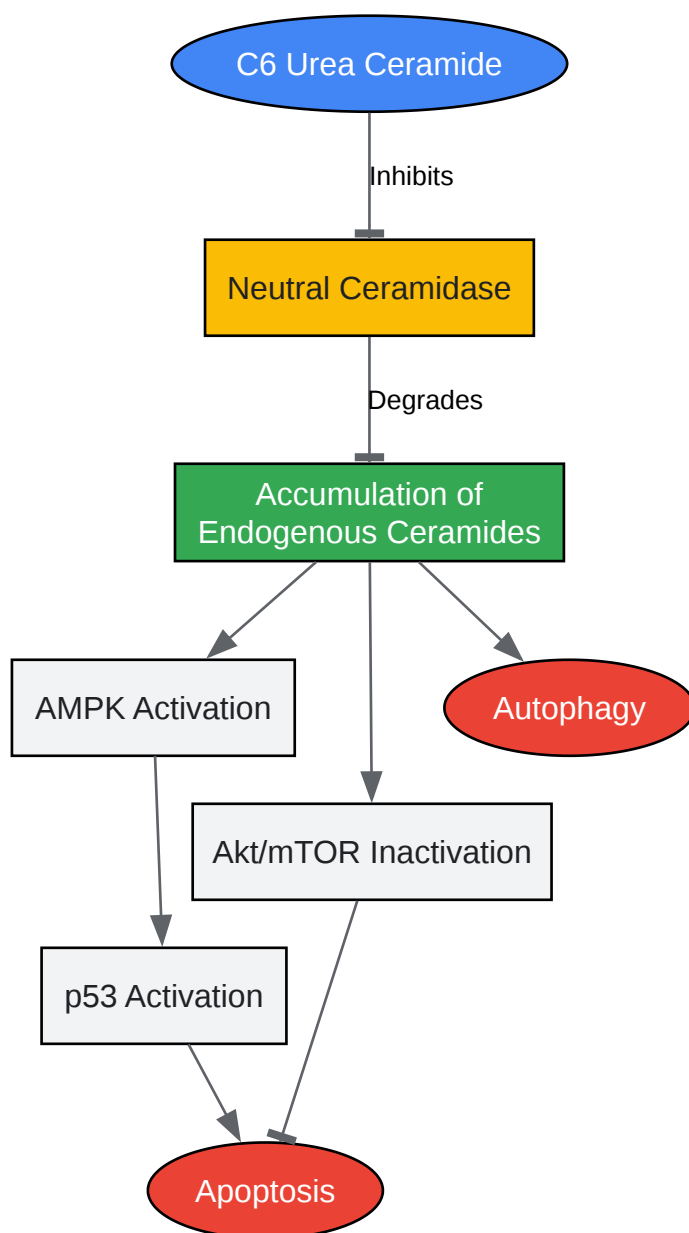 C6 Urea Ceramide
Inhibits
Neutral Ceramidase
Degrades
Accumulation of
Endogenous Ceramides
AMPK Activation
Autophagy
Akt/mTOR Inactivation
p53 Activation
Apoptosis